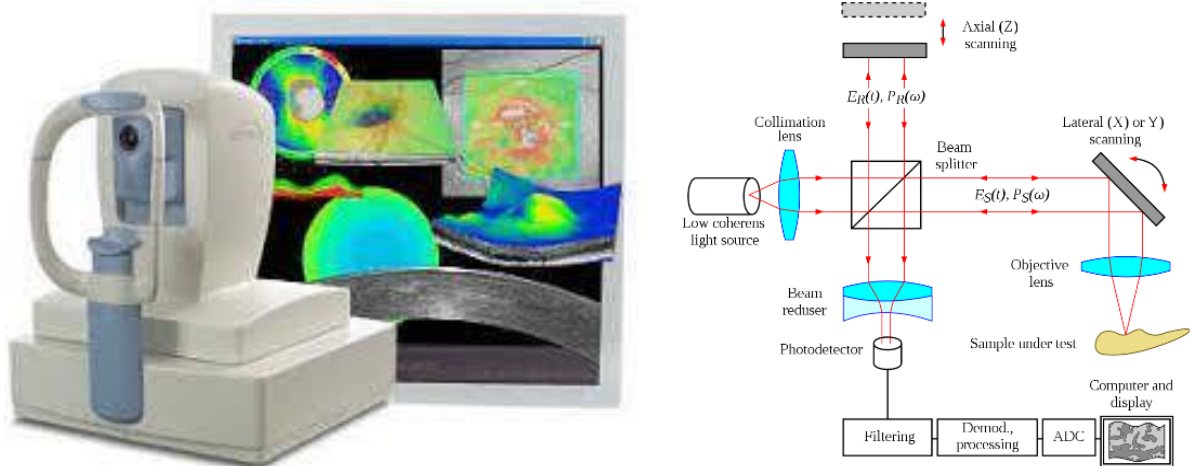 Axial (Z)
scanning
E_R(t), P_R(ω)
Collimation
lens
Beam
splitter
Lateral (X) or Y)
scanning
E_S(t), P_S(ω)
Low coherens
light source
Objective
lens
Beam
reduser
Photodetector
Sample under test
Computer and
display
Filtering
Demod.,
processing
ADC